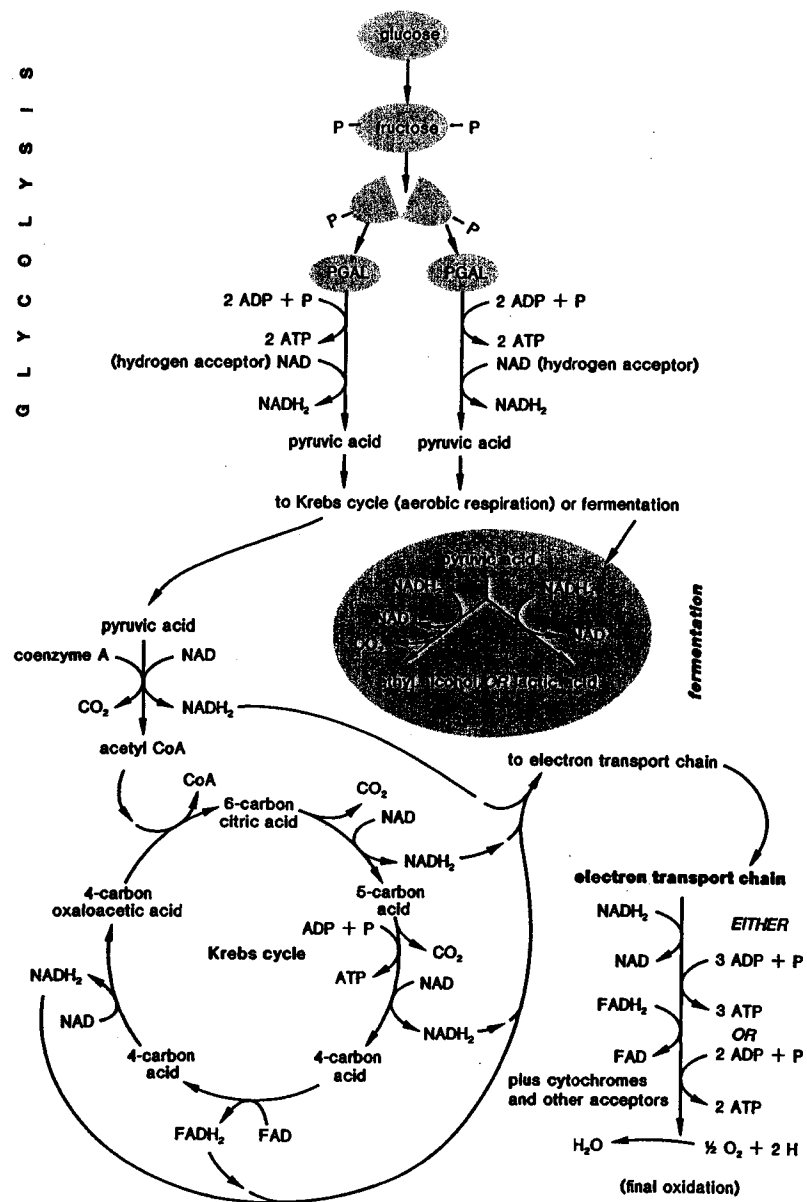 GLYCOLYSIS
glucose
P
fructose
P
P
P
PGAL
PGAL
2 ADP + P
2 ADP + P
2 ATP
2 ATP
(hydrogen acceptor) NAD
NAD (hydrogen acceptor)
NADH₂
NADH₂
pyruvic acid
pyruvic acid
to Krebs cycle (aerobic respiration) or fermentation
pyruvic acid
NADH₂
NADH₂
NAD
NAD
CO₂
ethyl alcohol OR lactic acid
fermentation
pyruvic acid
coenzyme A
NAD
CO₂
NADH₂
acetyl CoA
to electron transport chain
CoA
6-carbon
citric acid
CO₂
NAD
NADH₂
4-carbon
oxaloacetic acid
5-carbon
acid
ADP + P
CO₂
Krebs cycle
ATP
NAD
NADH₂
NADH₂
NAD
4-carbon
acid
4-carbon
acid
FADH₂
FAD
electron transport chain
NADH₂
EITHER
NAD
3 ADP + P
FADH₂
3 ATP
OR
FAD
2 ADP + P
plus cytochromes
and other acceptors
2 ATP
H₂O
½ O₂ + 2 H
(final oxidation)